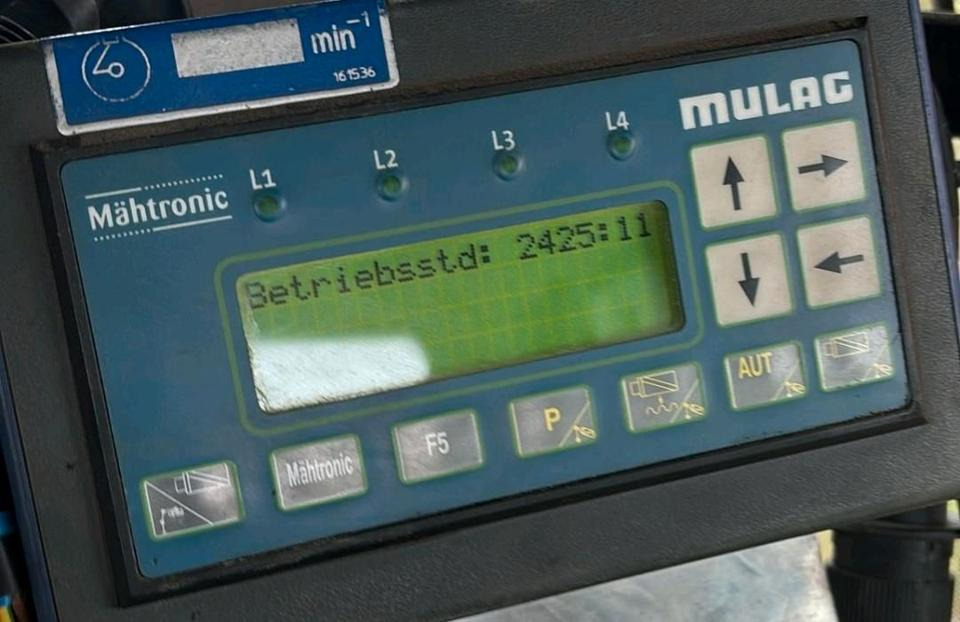 min⁻¹
161536
MULAG
Mähtronic
L1
L2
L3
L4
Betriebsstd: 2425:11
Mähtronic
F5
P
AUT